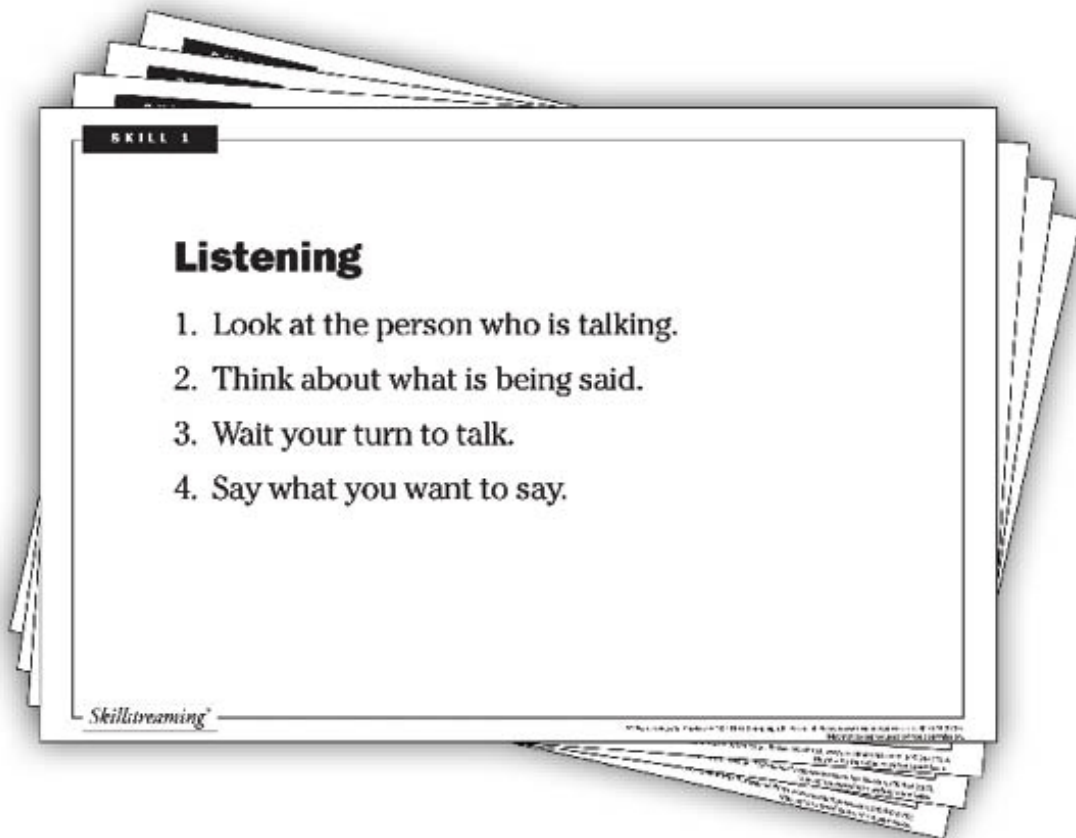 SKILL 1
Listening
1. Look at the person who is talking.
2. Think about what is being said.
3. Wait your turn to talk.
4. Say what you want to say.
Skillstreaming®